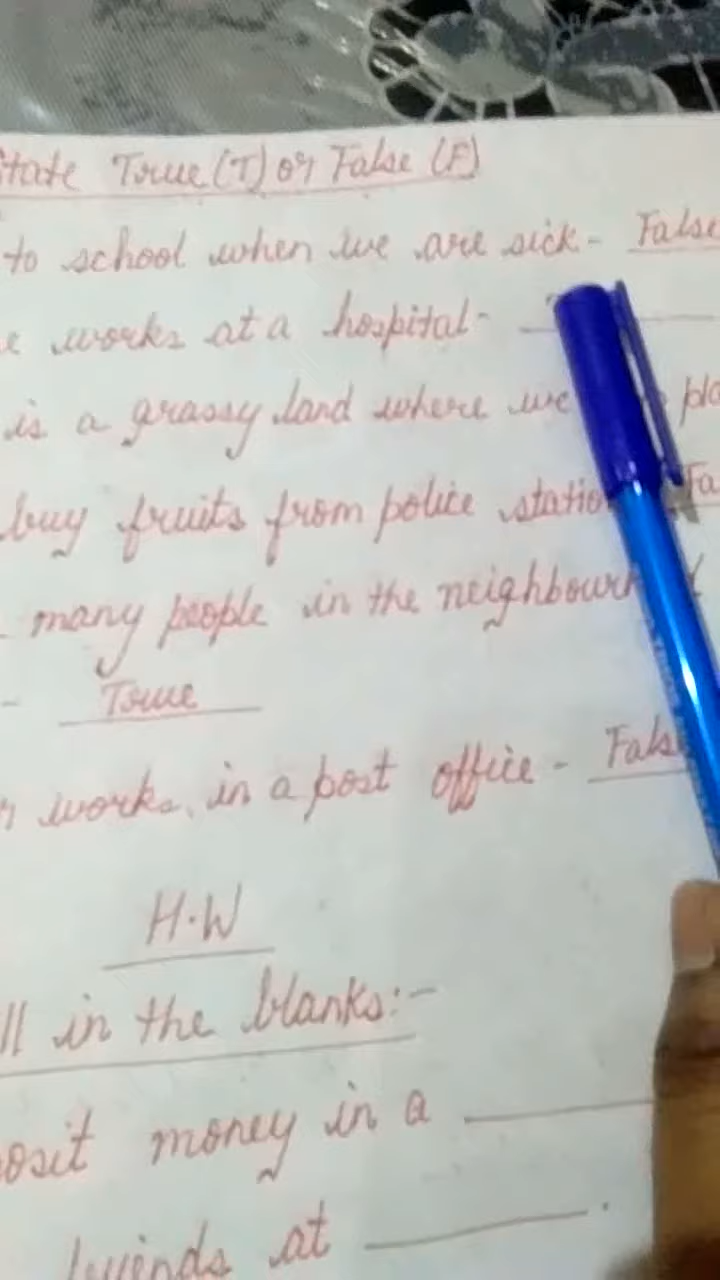 State True (T) or False (F)
to school when we are sick - False
works at a hospital -
is a grassy land where we
buy fruits from police station
many people in the
- True
works in a post office - False
H.W
in the blanks:-
money in a
friends at .